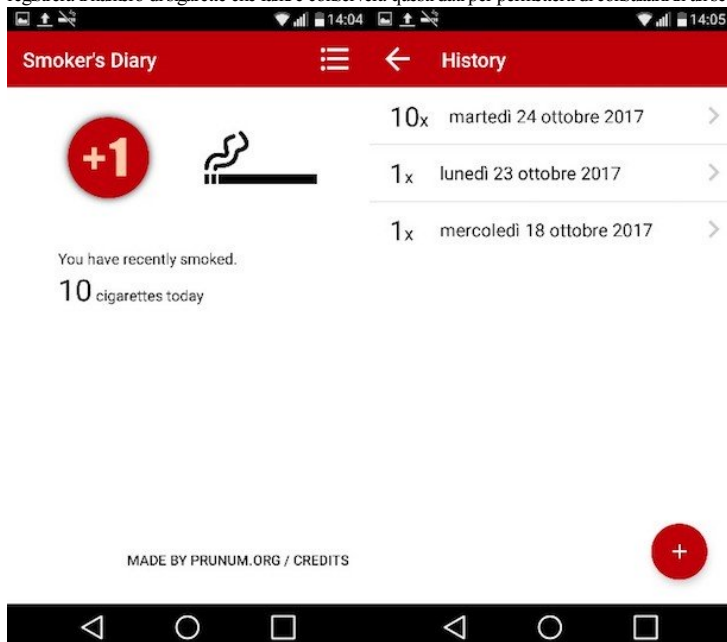 14:04
Smoker's Diary
+1
You have recently smoked.
10 cigarettes today
MADE BY PRUNUM.ORG / CREDITS
14:05
History
10x martedì 24 ottobre 2017
1x lunedì 23 ottobre 2017
1x mercoledì 18 ottobre 2017
+